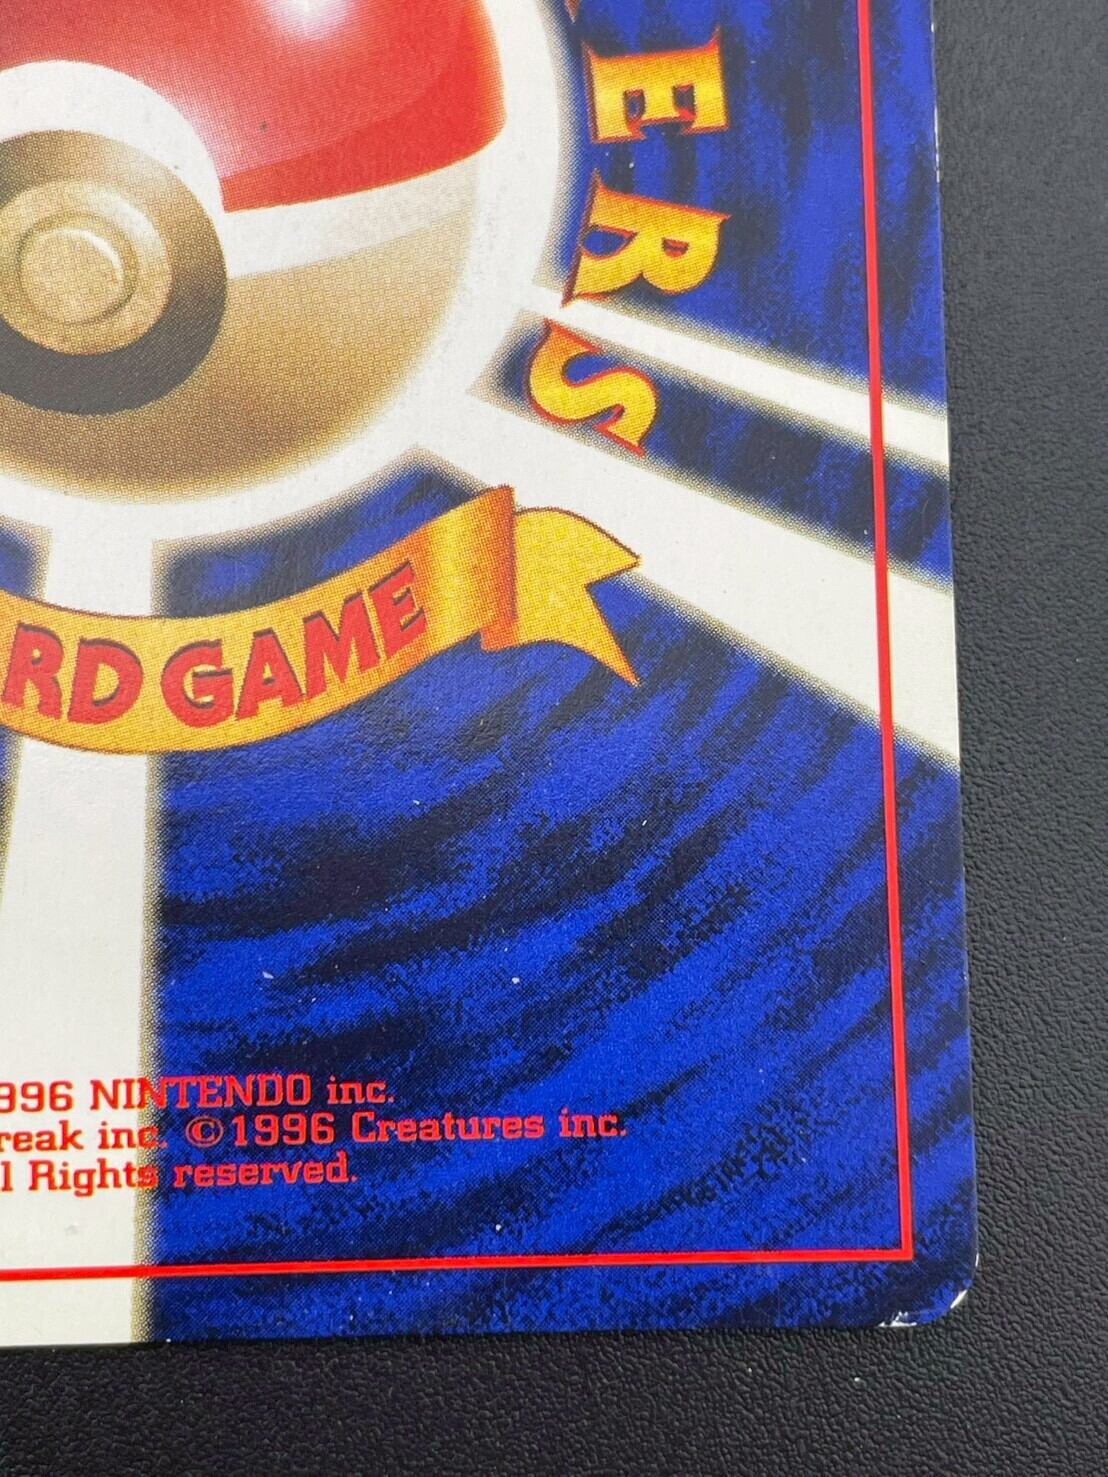 ERS
RD GAME
996 NINTENDO inc.
reak inc. ©1996 Creatures inc.
l Rights reserved.